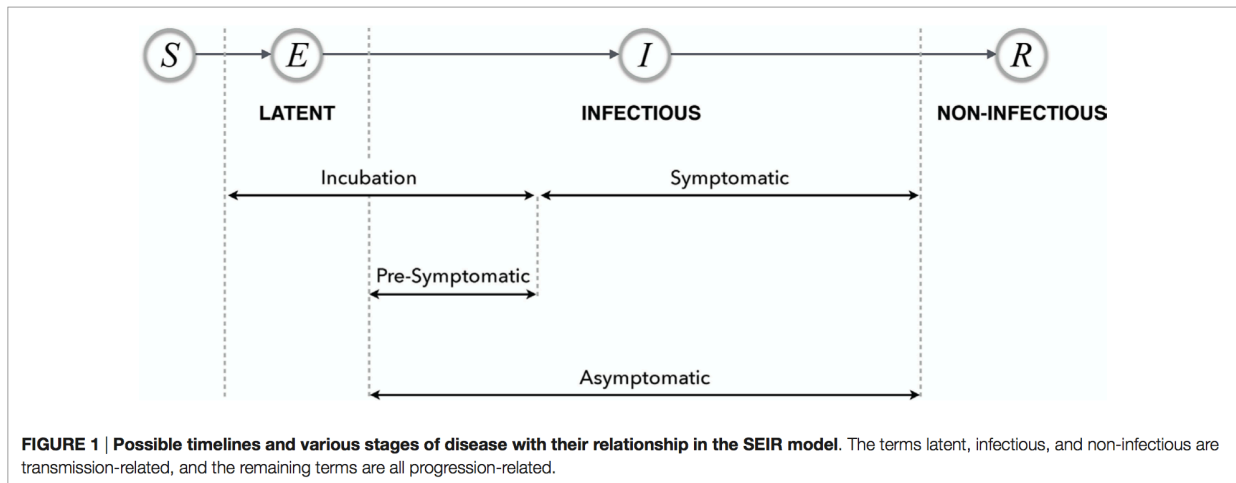 S E I R
LATENT INFECTIOUS NON-INFECTIOUS
Incubation Symptomatic
Pre-Symptomatic
Asymptomatic
FIGURE 1 | Possible timelines and various stages of disease with their relationship in the SEIR model. The terms latent, infectious, and non-infectious are
transmission-related, and the remaining terms are all progression-related.